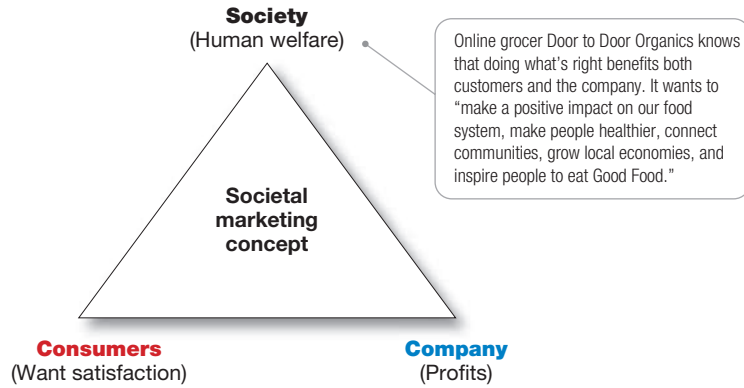 Society
(Human welfare)
Online grocer Door to Door Organics knows
that doing what's right benefits both
customers and the company. It wants to
“make a positive impact on our food
system, make people healthier, connect
communities, grow local economies, and
inspire people to eat Good Food.”
Societal
marketing
concept
Consumers
(Want satisfaction)
Company
(Profits)